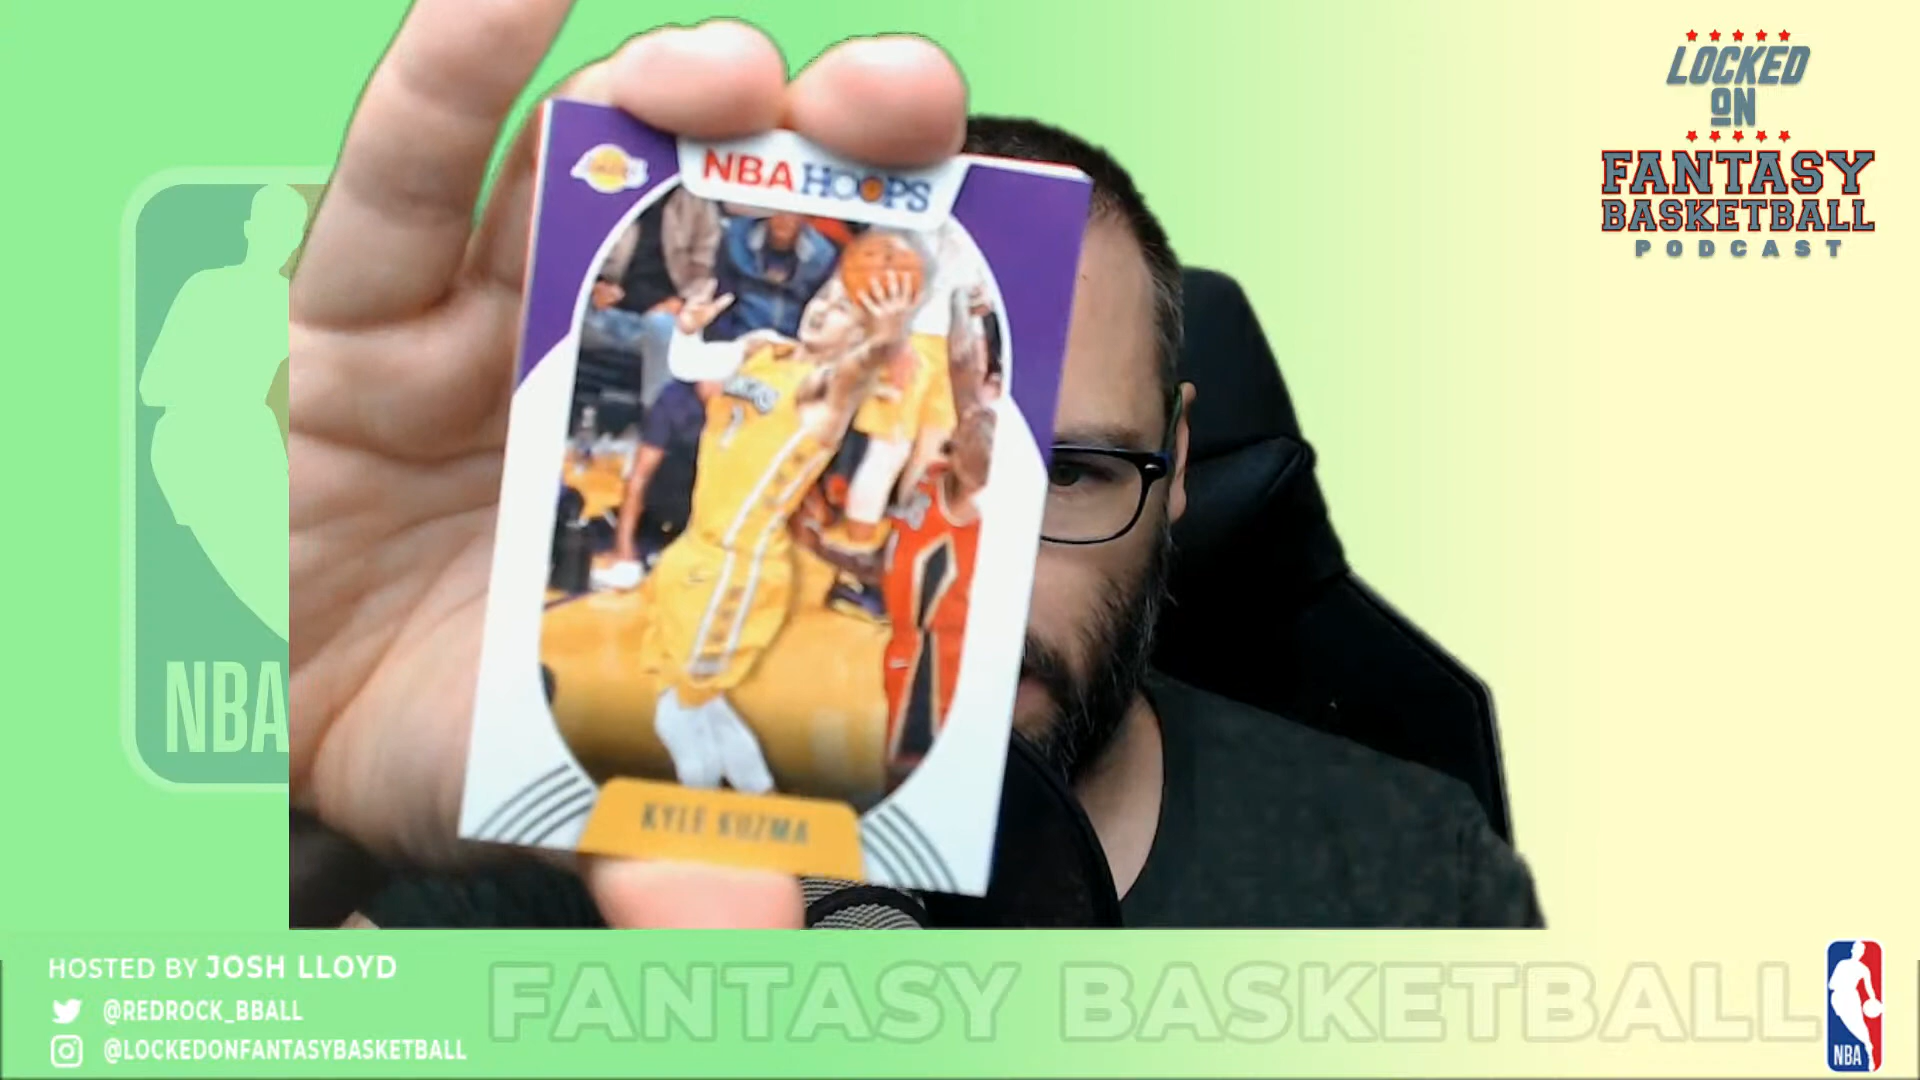 LOCKED
ON
FANTASY
BASKETBALL
PODCAST
NBA HOOPS
NBA
KYLE KUZMA
HOSTED BY JOSH LLOYD
@REDROCK_BBALL
@LOCKEDONFANTASYBASKETBALL
FANTASY BASKETBALL
NBA